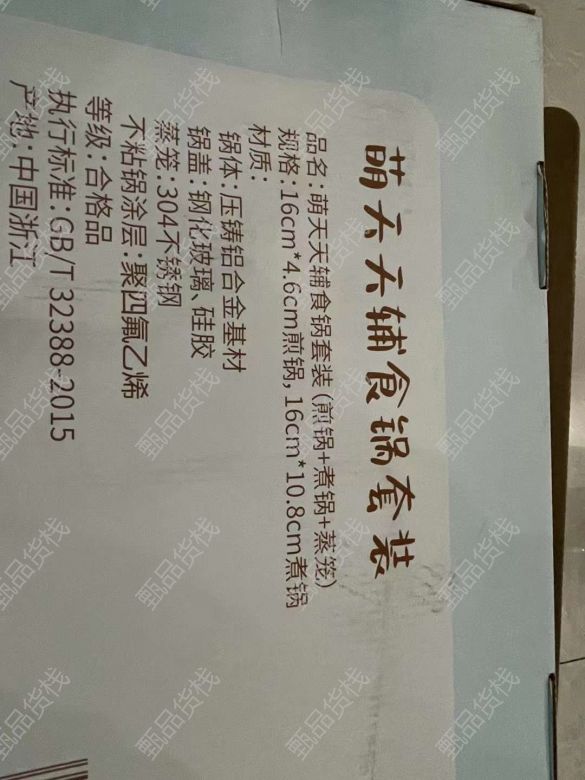 萌天天辅食锅套装
品名:萌天天辅食锅套装(煎锅+煮锅+蒸笼)
规格:16cm*4.6cm煎锅,16cm*10.8cm煮锅
材质:
锅体:压铸铝合金基材
锅盖:钢化玻璃、硅胶
蒸笼:304不锈钢
不粘锅涂层:聚四氟乙烯
等级:合格品
执行标准:GB/T 32388-2015
产地:中国浙江
甄品货栈